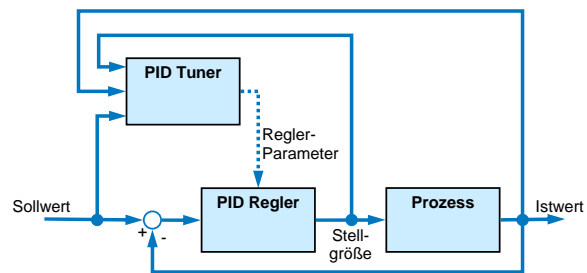 PID Tuner
Regler-
Parameter
Sollwert
PID Regler
Prozess
Istwert
+
-
Stell-
größe